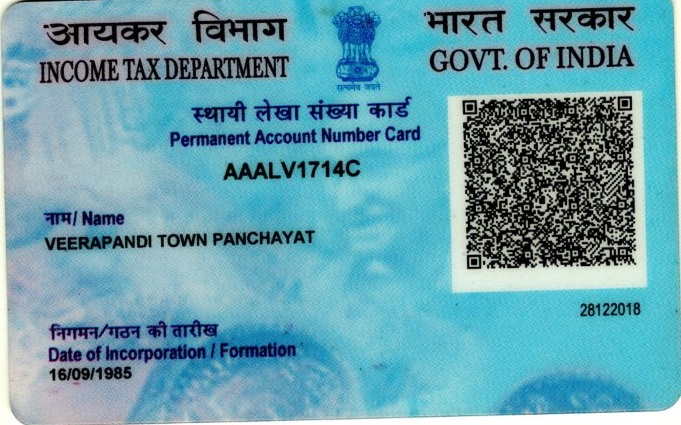 आयकर विभाग
INCOME TAX DEPARTMENT
सत्यमेव जयते
भारत सरकार
GOVT. OF INDIA
स्थायी लेखा संख्या कार्ड
Permanent Account Number Card
AAALV1714C
नाम/ Name
VEERAPANDI TOWN PANCHAYAT
28122018
निगमन/गठन की तारीख
Date of Incorporation / Formation
16/09/1985